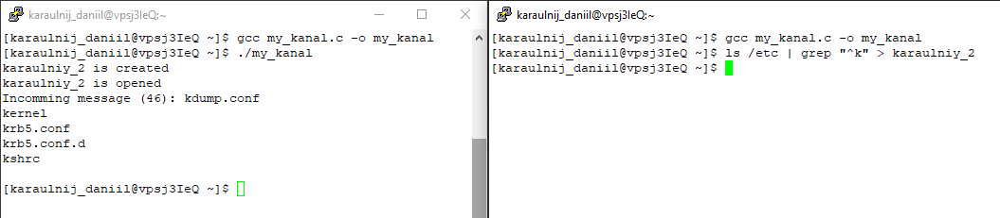 karaulnij_daniil@vpsj3IeQ:~
[karaulnij_daniil@vpsj3IeQ ~]$ gcc my_kanal.c -o my_kanal
[karaulnij_daniil@vpsj3IeQ ~]$ ./my_kanal
karaulniy_2 is created
karaulniy_2 is opened
Incomming message (46): kdump.conf
kernel
krb5.conf
krb5.conf.d
kshrc
[karaulnij_daniil@vpsj3IeQ ~]$
karaulnij_daniil@vpsj3IeQ:~
[karaulnij_daniil@vpsj3IeQ ~]$ gcc my_kanal.c -o my_kanal
[karaulnij_daniil@vpsj3IeQ ~]$ ls /etc | grep "^k" > karaulniy_2
[karaulnij_daniil@vpsj3IeQ ~]$